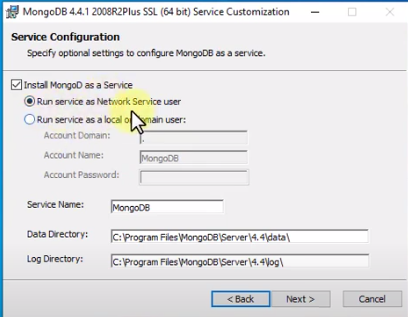 MongoDB 4.4.1 2008R2Plus SSL (64 bit) Service Customization
Service Configuration
Specify optional settings to configure MongoDB as a service.
Install MongoD as a Service
Run service as Network Service user
Run service as a local or domain user:
Account Domain: .
Account Name: MongoDB
Account Password:
Service Name: MongoDB
Data Directory: C:\Program Files\MongoDB\Server\4.4\data\
Log Directory: C:\Program Files\MongoDB\Server\4.4\log\
< Back Next > Cancel